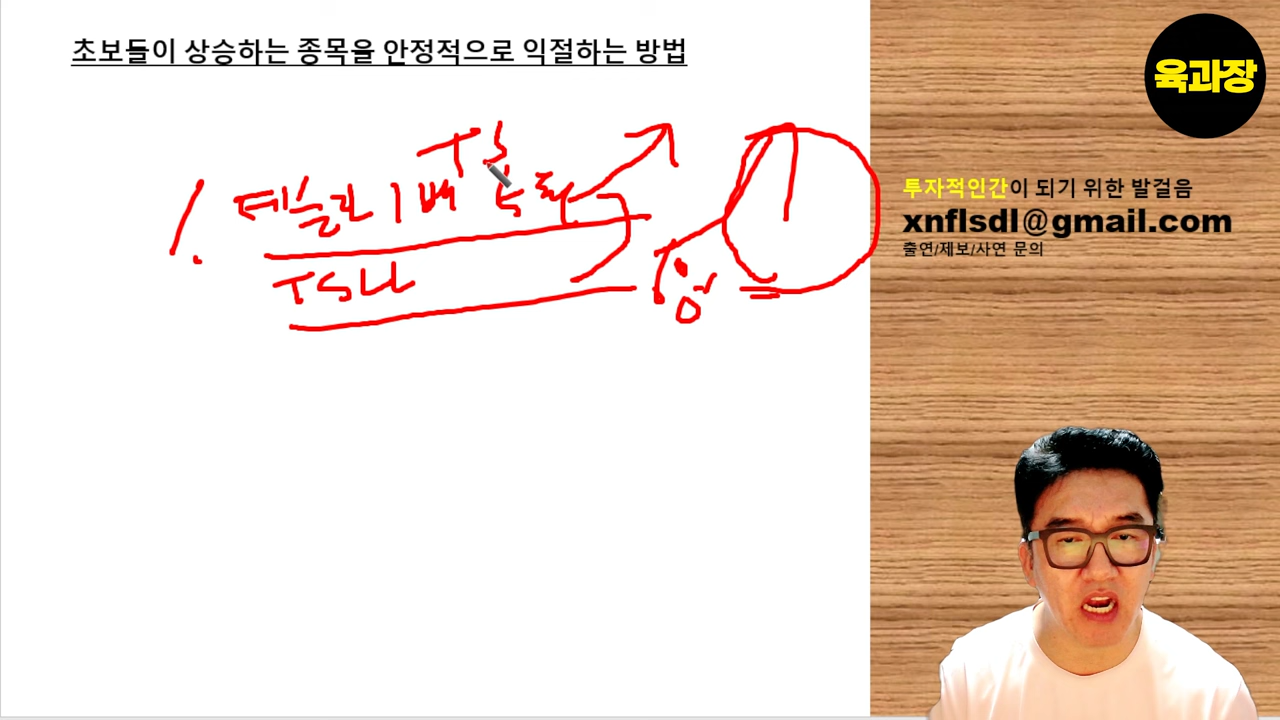 초보들이 상승하는 종목을 안정적으로 익절하는 방법
육과장
투자적인간이 되기 위한 발걸음
xnflsdl@gmail.com
출연/제보/사연 문의
TS
1. 테슬라 1배
TSLL